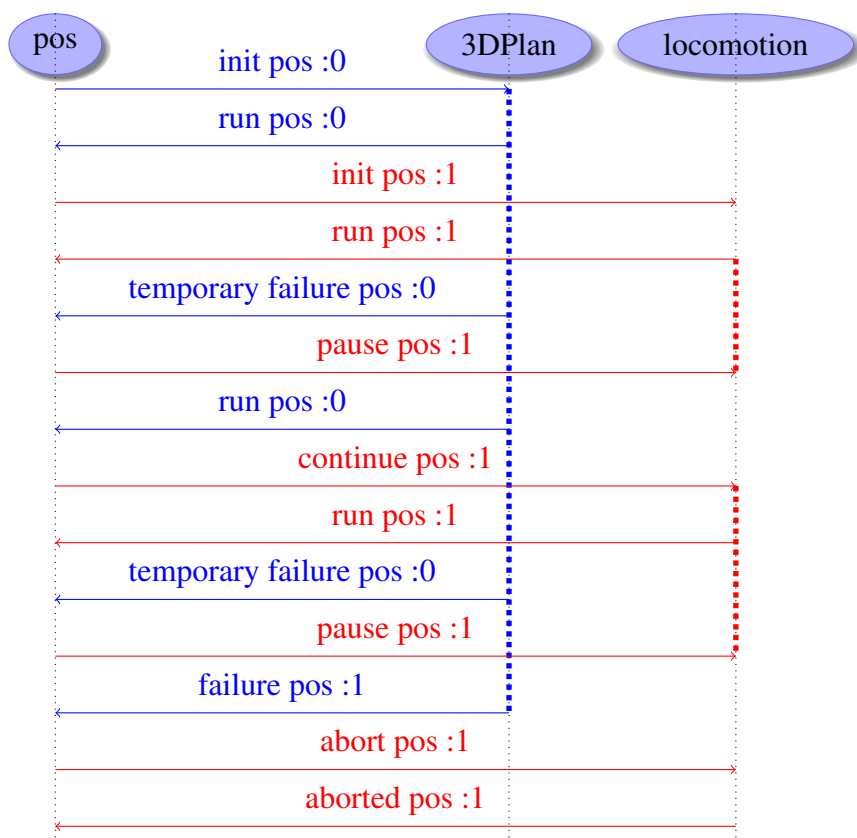 pos 3DPlan locomotion
init pos :0
run pos :0
init pos :1
run pos :1
temporary failure pos :0
pause pos :1
run pos :0
continue pos :1
run pos :1
temporary failure pos :0
pause pos :1
failure pos :1
abort pos :1
aborted pos :1